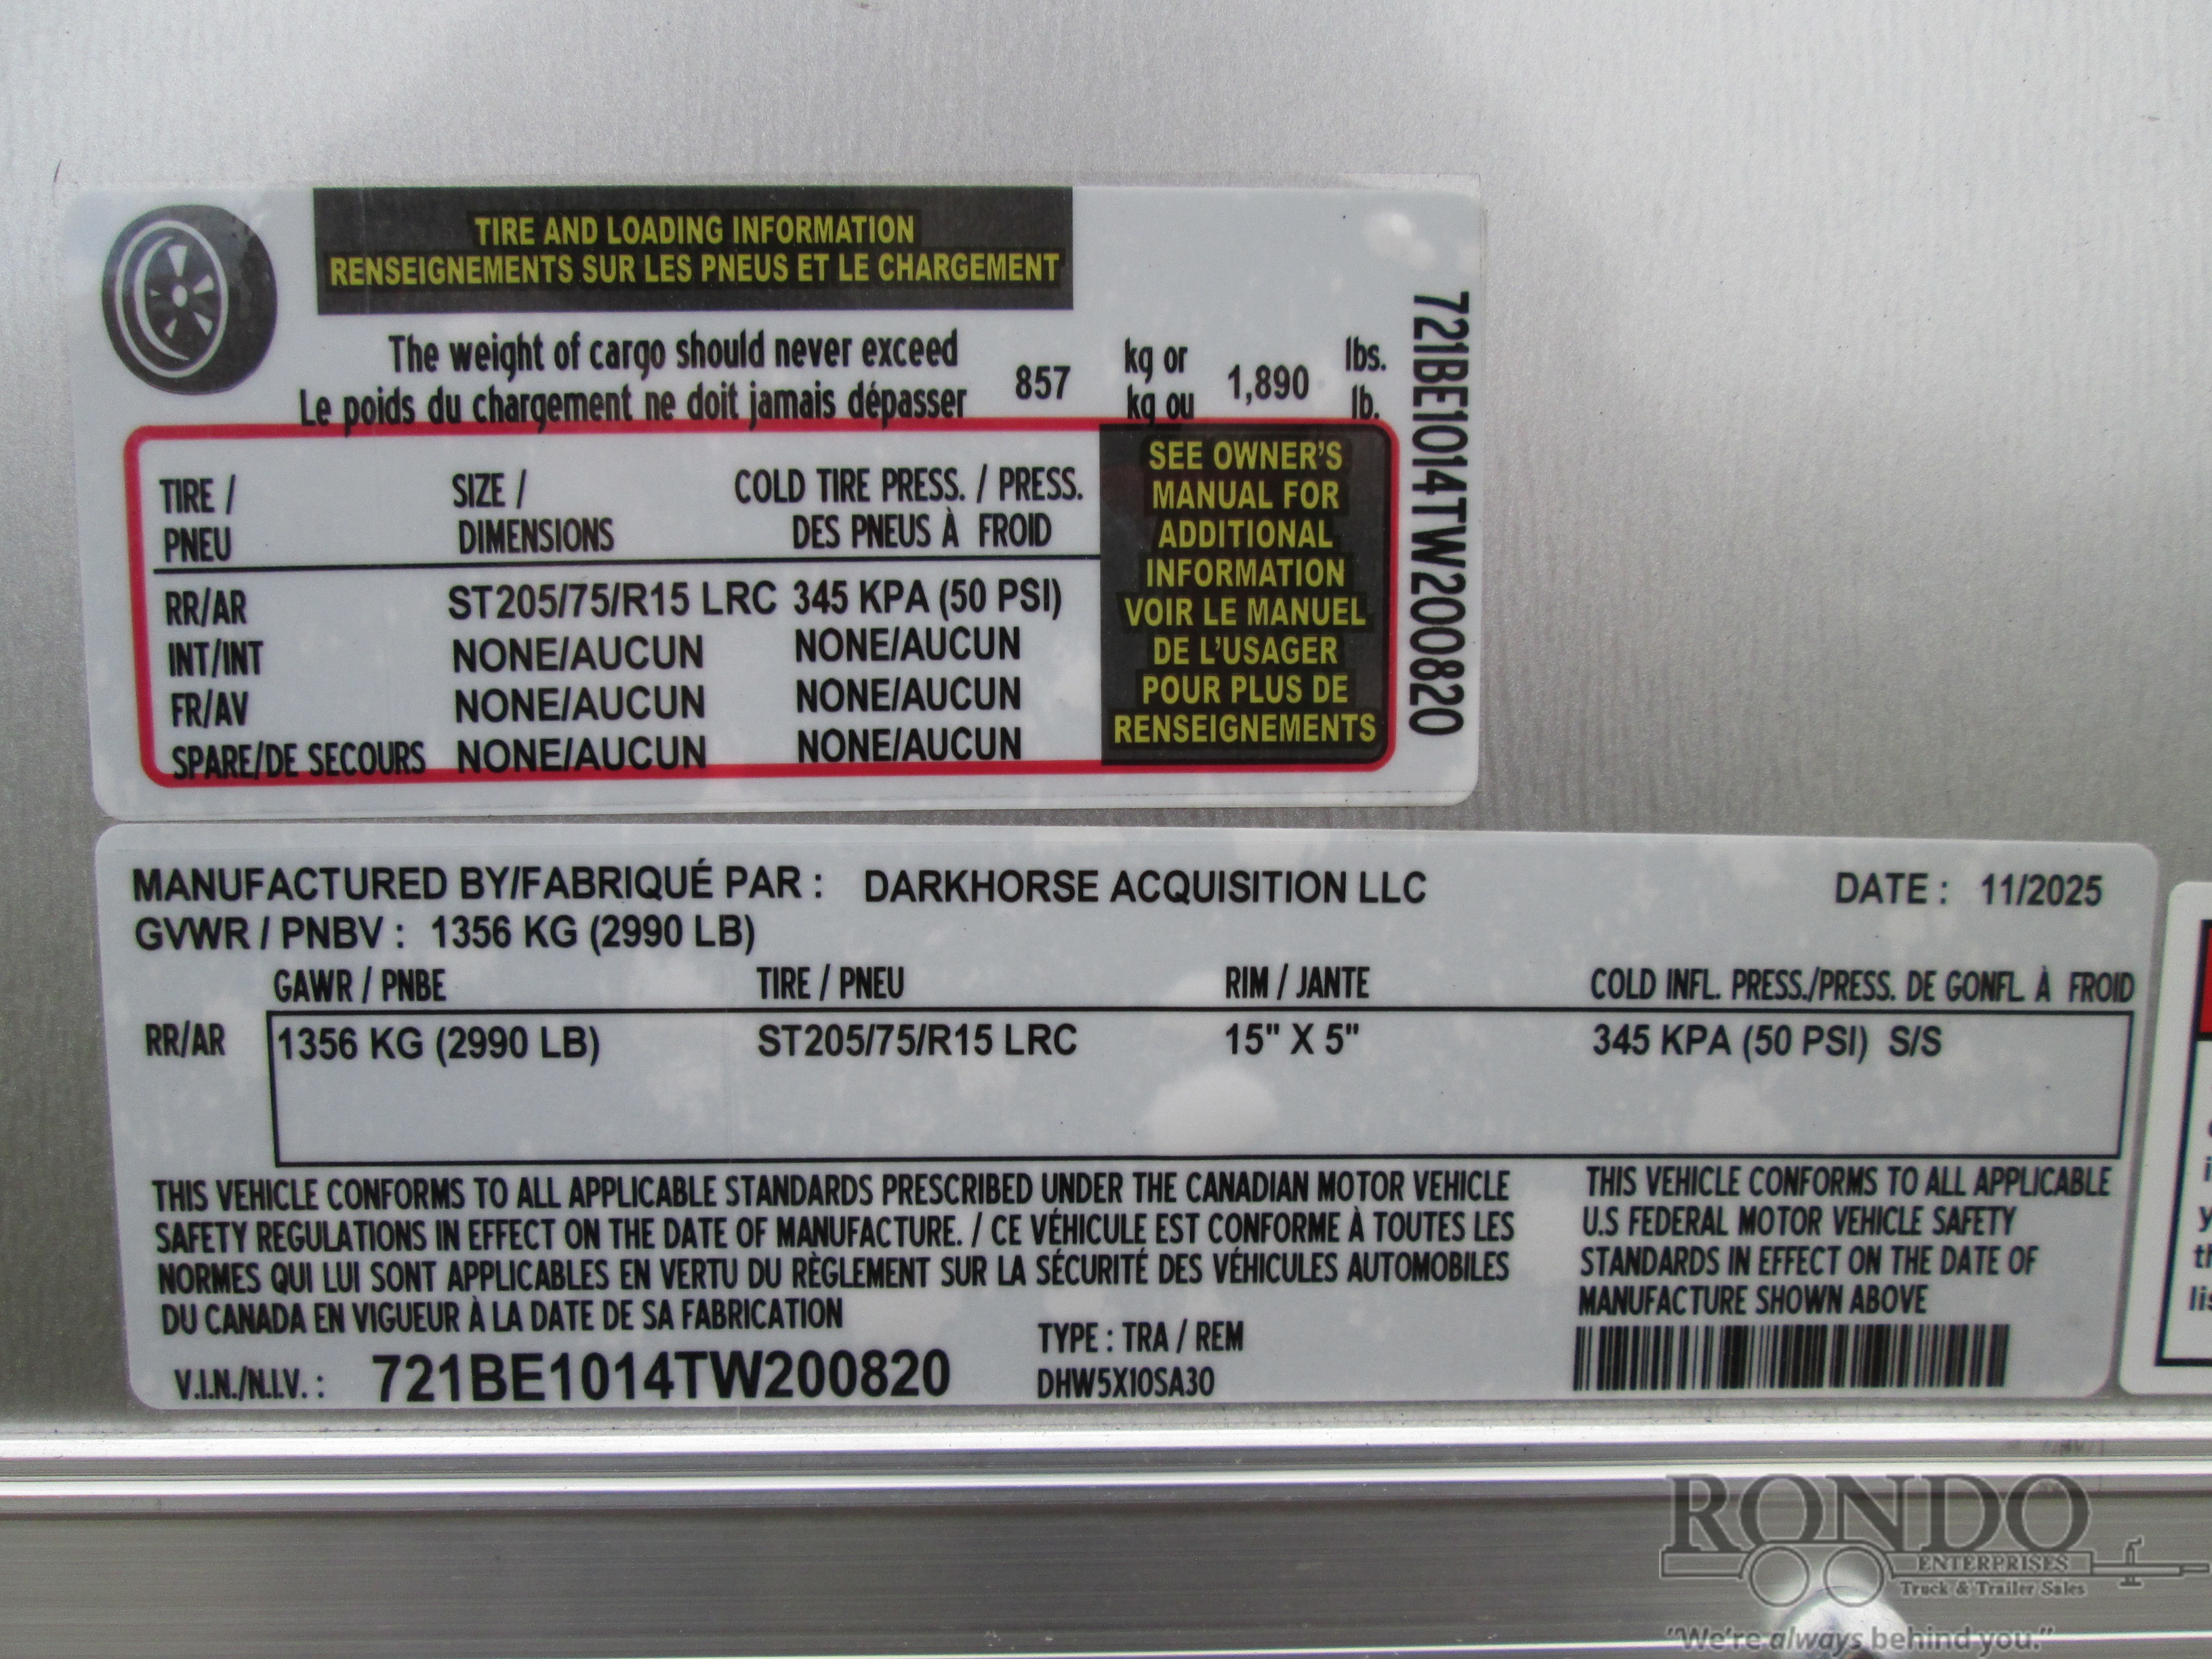 TIRE AND LOADING INFORMATION
RENSEIGNEMENTS SUR LES PNEUS ET LE CHARGEMENT
The weight of cargo should never exceed
Le poids du chargement ne doit jamais dépasser
857
kg or
kg ou
1,890
lbs.
lb.
TIRE / SIZE / COLD TIRE PRESS. / PRESS.
PNEU DIMENSIONS DES PNEUS À FROID
RR/AR ST205/75/R15 LRC 345 KPA (50 PSI)
INT/INT NONE/AUCUN NONE/AUCUN
FR/AV NONE/AUCUN NONE/AUCUN
SPARE/DE SECOURS NONE/AUCUN NONE/AUCUN
SEE OWNER'S
MANUAL FOR
ADDITIONAL
INFORMATION
VOIR LE MANUEL
DE L'USAGER
POUR PLUS DE
RENSEIGNEMENTS
721BE1014TW200820
MANUFACTURED BY/FABRIQUÉ PAR : DARKHORSE ACQUISITION LLC DATE : 11/2025
GVWR / PNBV : 1356 KG (2990 LB)
GAWR / PNBE TIRE / PNEU RIM / JANTE COLD INFL. PRESS./PRESS. DE GONFL. À FROID
RR/AR 1356 KG (2990 LB) ST205/75/R15 LRC 15" X 5" 345 KPA (50 PSI) S/S
THIS VEHICLE CONFORMS TO ALL APPLICABLE STANDARDS PRESCRIBED UNDER THE CANADIAN MOTOR VEHICLE
SAFETY REGULATIONS IN EFFECT ON THE DATE OF MANUFACTURE. / CE VÉHICULE EST CONFORME À TOUTES LES
NORMES QUI LUI SONT APPLICABLES EN VERTU DU RÈGLEMENT SUR LA SÉCURITÉ DES VÉHICULES AUTOMOBILES
DU CANADA EN VIGUEUR À LA DATE DE SA FABRICATION
THIS VEHICLE CONFORMS TO ALL APPLICABLE
U.S FEDERAL MOTOR VEHICLE SAFETY
STANDARDS IN EFFECT ON THE DATE OF
MANUFACTURE SHOWN ABOVE
V.I.N./N.I.V. : 721BE1014TW200820
TYPE : TRA / REM
DHW5X10SA30
RONDO
ENTERPRISES
Truck & Trailer Sales
"We're always behind you."